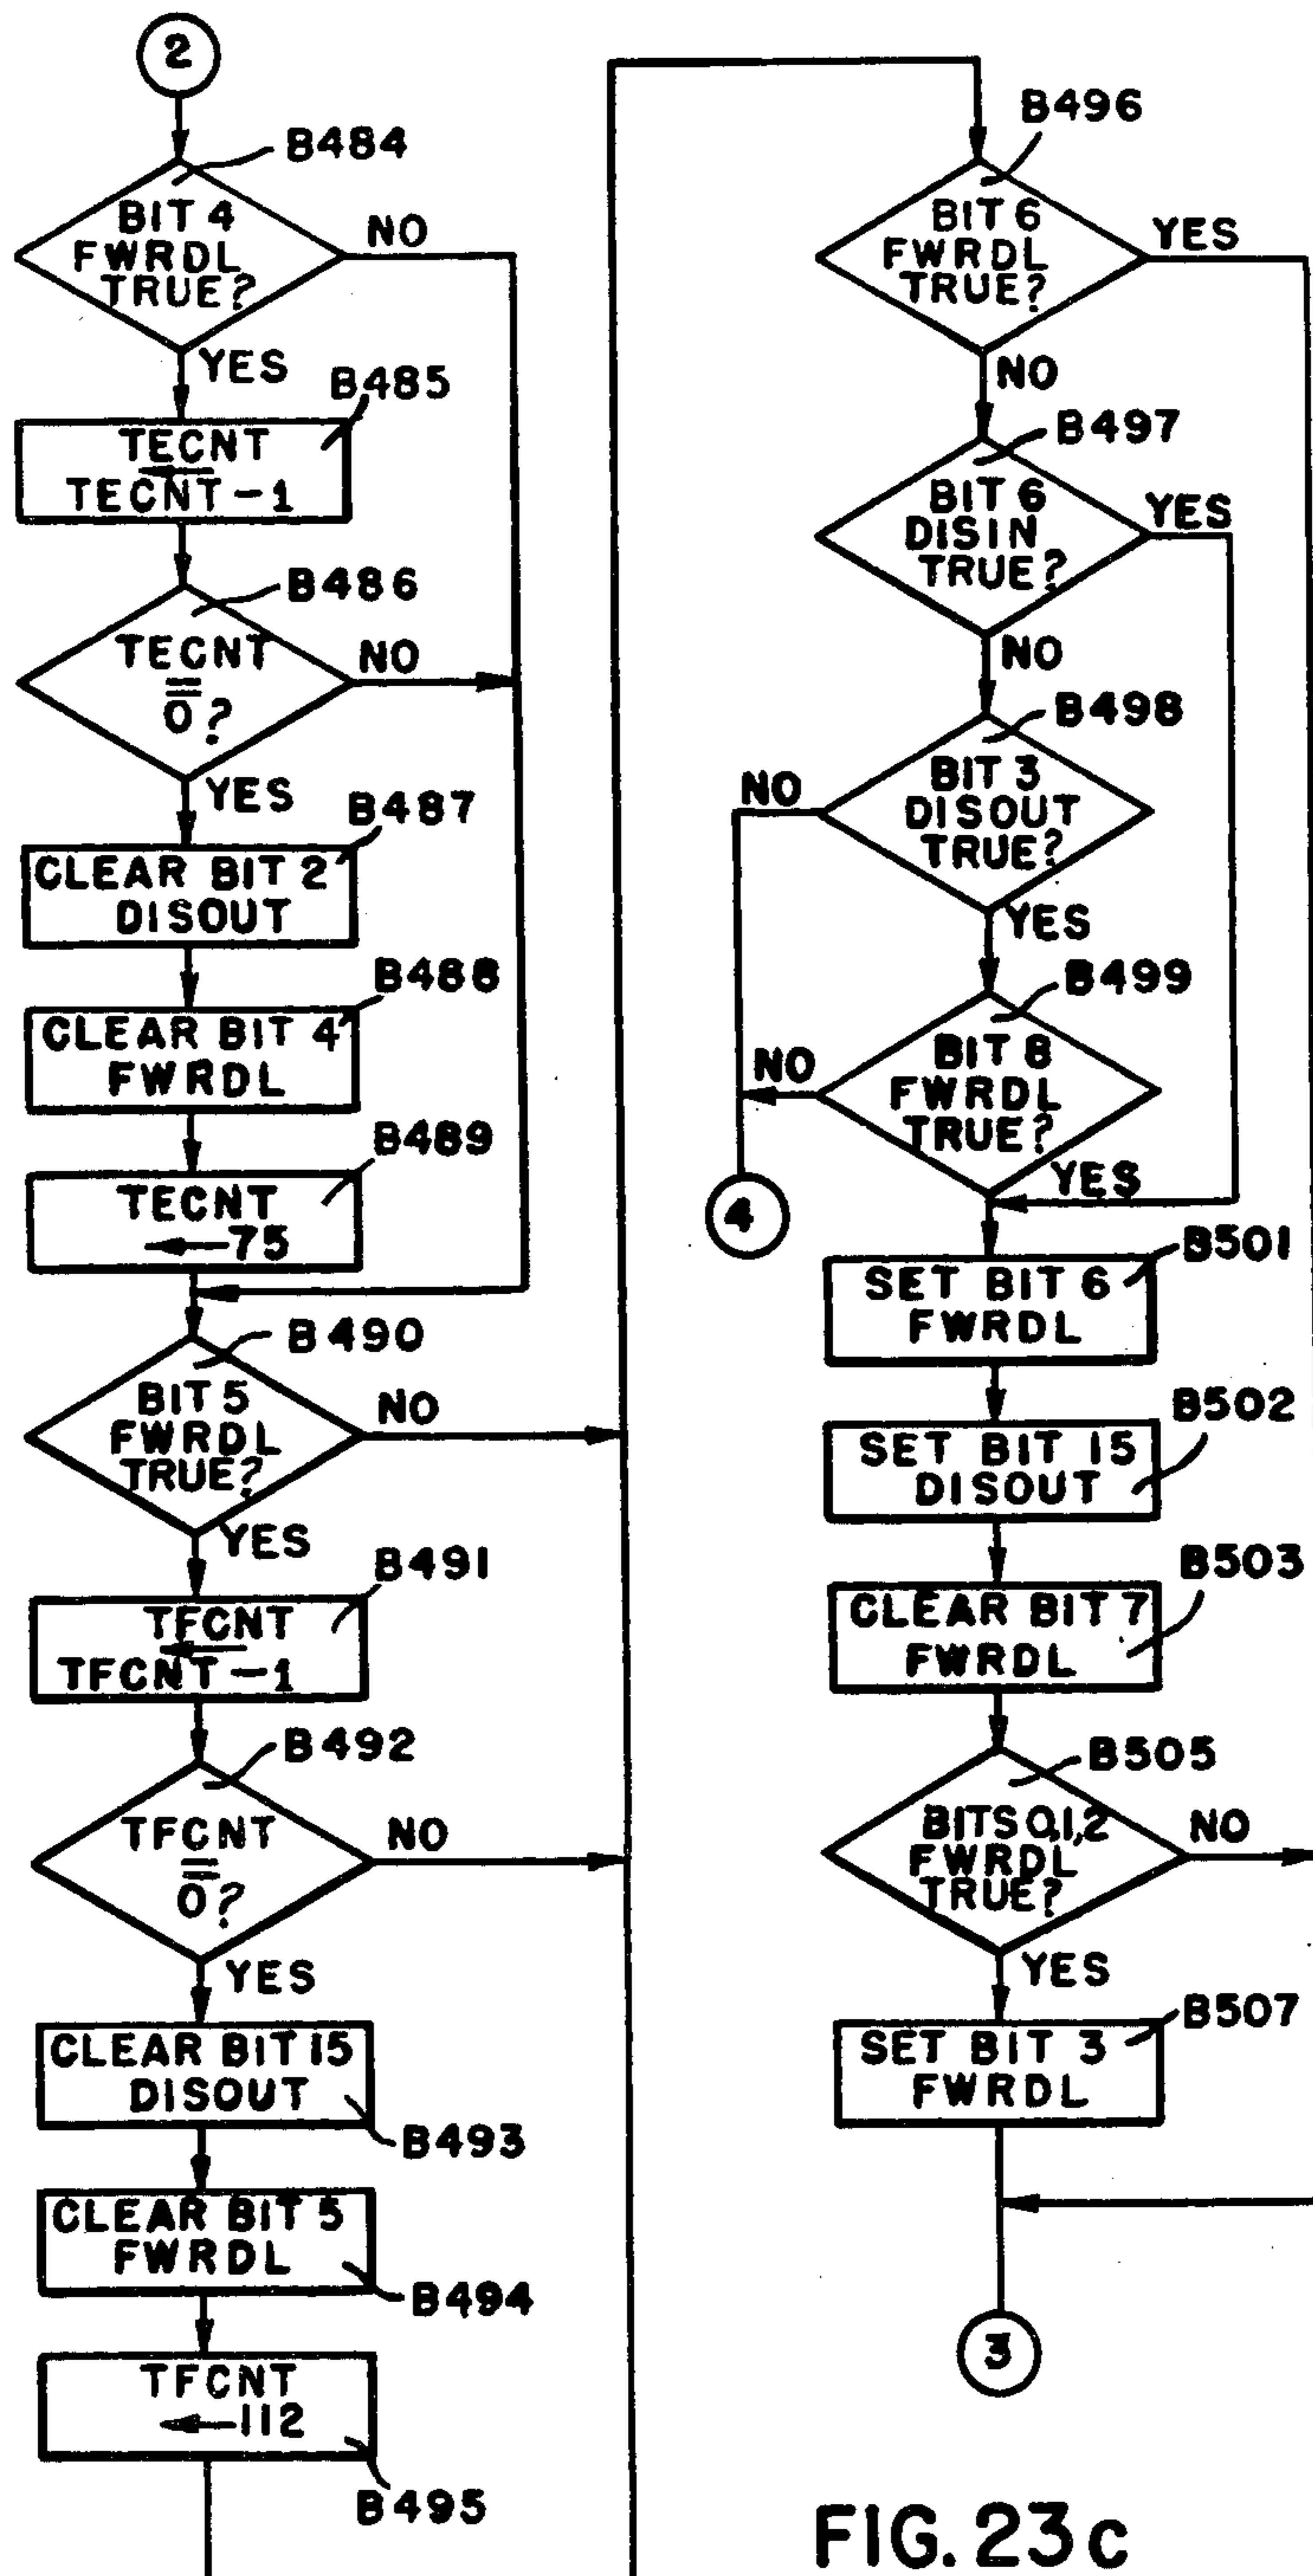 2
B484
BIT 4
FWRDL
TRUE?
NO
YES
B485
TECNT
←
TECNT-1
B486
TECNT
=
0?
NO
YES
B487
CLEAR BIT 2
DISOUT
B488
CLEAR BIT 4
FWRDL
B489
TECNT
←75
B490
BIT 5
FWRDL
TRUE?
NO
YES
B491
TFCNT
←
TFCNT-1
B492
TFCNT
=
0?
NO
YES
CLEAR BIT 15
DISOUT
B493
CLEAR BIT 5
FWRDL
B494
TFCNT
←112
B495
B496
BIT 6
FWRDL
TRUE?
YES
NO
B497
BIT 6
DISIN
TRUE?
YES
NO
B498
BIT 3
DISOUT
TRUE?
NO
YES
B499
BIT 8
FWRDL
TRUE?
NO
YES
4
B501
SET BIT 6
FWRDL
B502
SET BIT 15
DISOUT
B503
CLEAR BIT 7
FWRDL
B505
BITS 0,1,2
FWRDL
TRUE?
NO
YES
B507
SET BIT 3
FWRDL
3
FIG. 23c